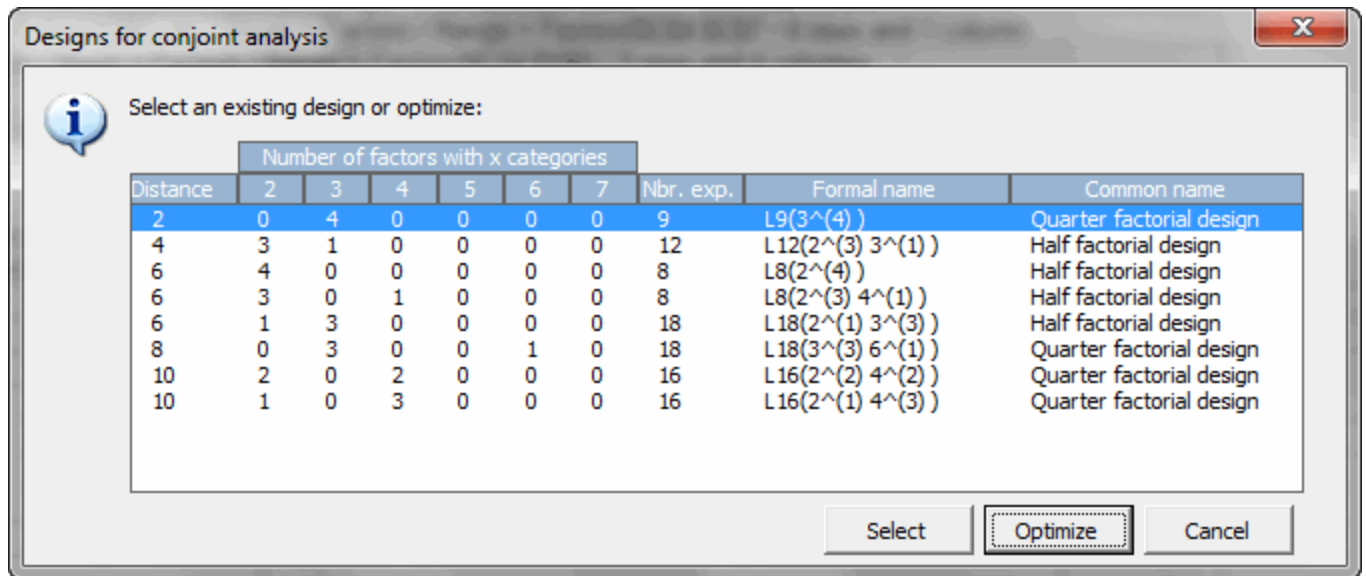 Designs for conjoint analysis
Select an existing design or optimize:
Number of factors with x categories
Distance 2 3 4 5 6 7 Nbr. exp. Formal name Common name
2 0 4 0 0 0 0 9 L9(3^(4) ) Quarter factorial design
4 3 1 0 0 0 0 12 L12(2^(3) 3^(1) ) Half factorial design
6 4 0 0 0 0 0 8 L8(2^(4) ) Half factorial design
6 3 0 1 0 0 0 8 L8(2^(3) 4^(1) ) Half factorial design
6 1 3 0 0 0 0 18 L18(2^(1) 3^(3) ) Half factorial design
8 0 3 0 0 1 0 18 L18(3^(3) 6^(1) ) Quarter factorial design
10 2 0 2 0 0 0 16 L16(2^(2) 4^(2) ) Quarter factorial design
10 1 0 3 0 0 0 16 L16(2^(1) 4^(3) ) Quarter factorial design
Select Optimize Cancel